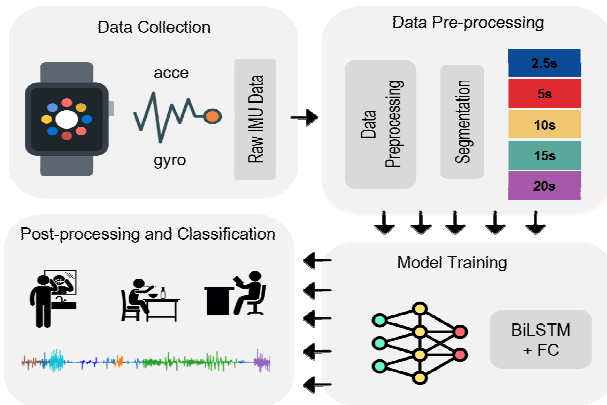 Data Collection
acce
gyro
Raw IMU Data
Data Pre-processing
Data
Preprocessing
Segmentation
2.5s
5s
10s
15s
20s
Post-processing and Classification
Model Training
BiLSTM
+ FC